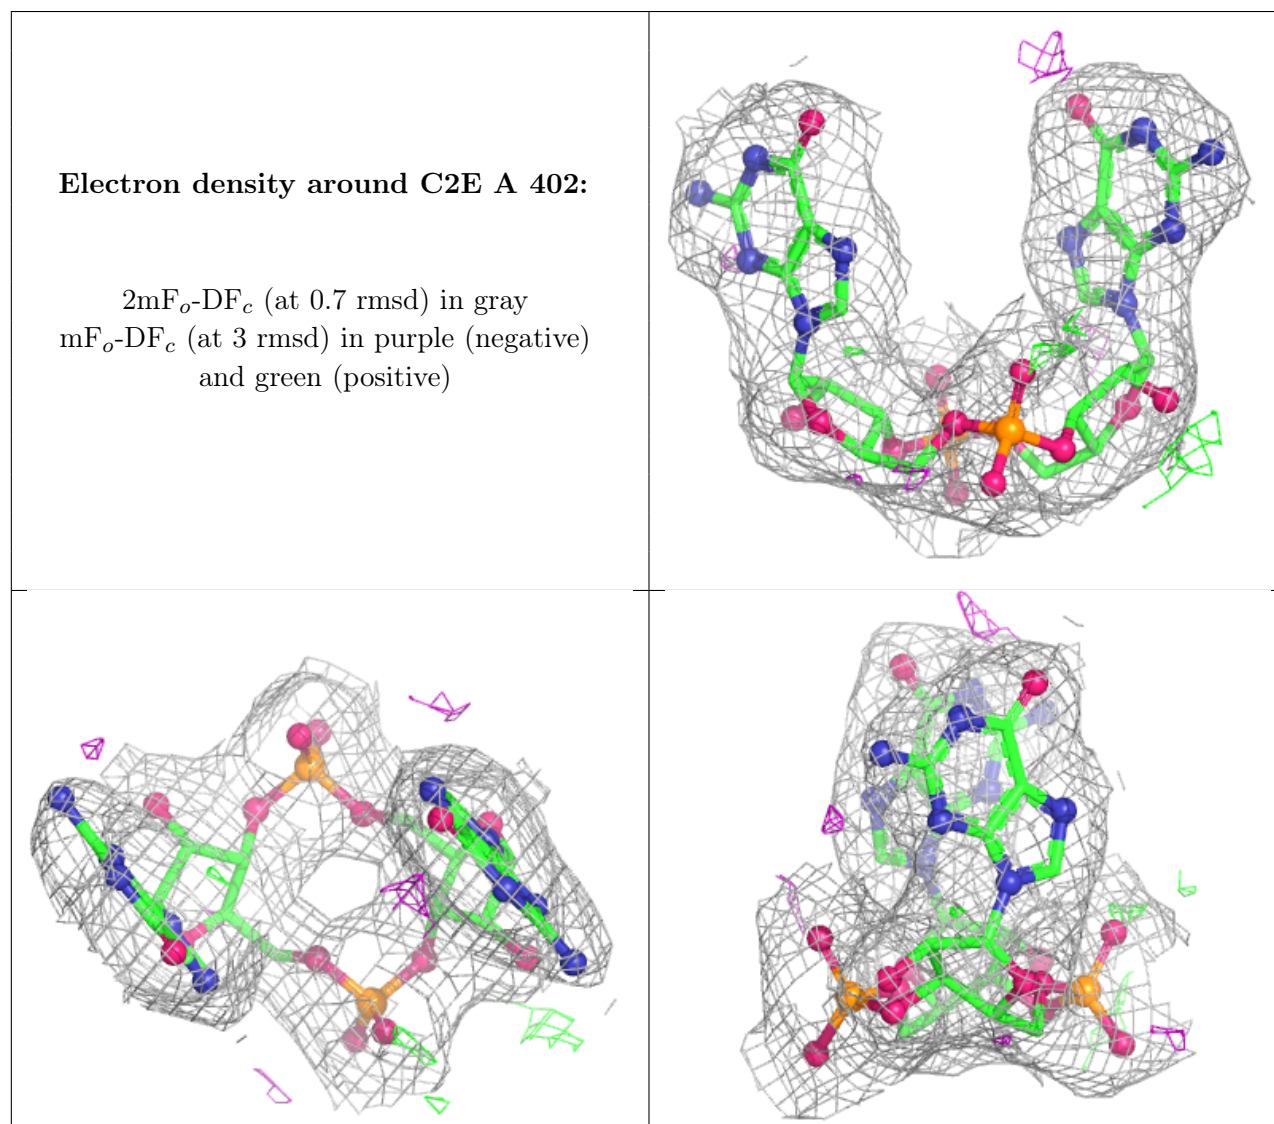 Electron density around C2E A 402:
2mFo-DFc (at 0.7 rmsd) in gray
mFo-DFc (at 3 rmsd) in purple (negative)
and green (positive)